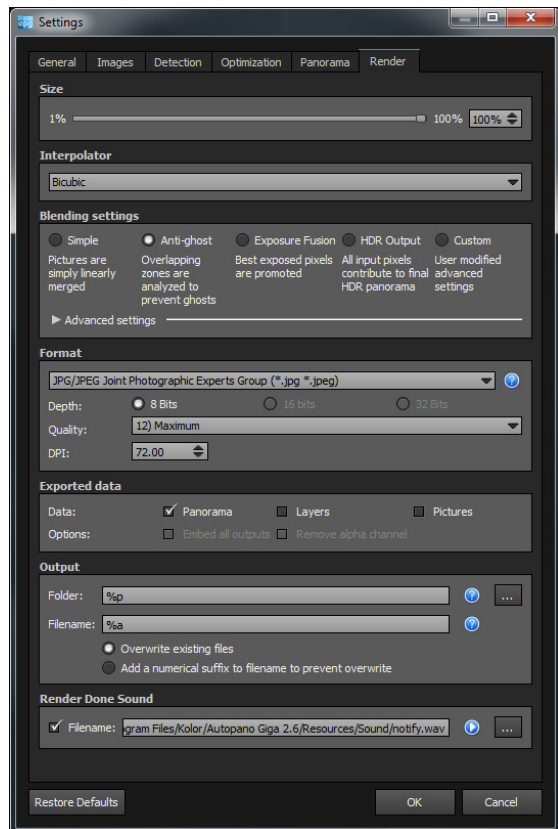 Settings
General Images Detection Optimization Panorama Render
Size
1% 100% 100%
Interpolator
Bicubic
Blending settings
Simple Anti-ghost Exposure Fusion HDR Output Custom
Pictures are Overlapping Best exposed pixels All input pixels User modified
simply linearly zones are are promoted contribute to final advanced
merged analyzed to HDR panorama settings
prevent ghosts
Advanced settings
Format
JPG/JPEG Joint Photographic Experts Group (*.jpg *.jpeg)
Depth: 8 Bits 16 bits 32 Bits
Quality: 12) Maximum
DPI: 72.00
Exported data
Data: Panorama Layers Pictures
Options: Embed all outputs Remove alpha channel
Output
Folder: %p ...
Filename: %a
Overwrite existing files
Add a numerical suffix to filename to prevent overwrite
Render Done Sound
Filename: ogram Files/Kolor/Autopano Giga 2.6/Resources/Sound/notify.wav ...
Restore Defaults OK Cancel